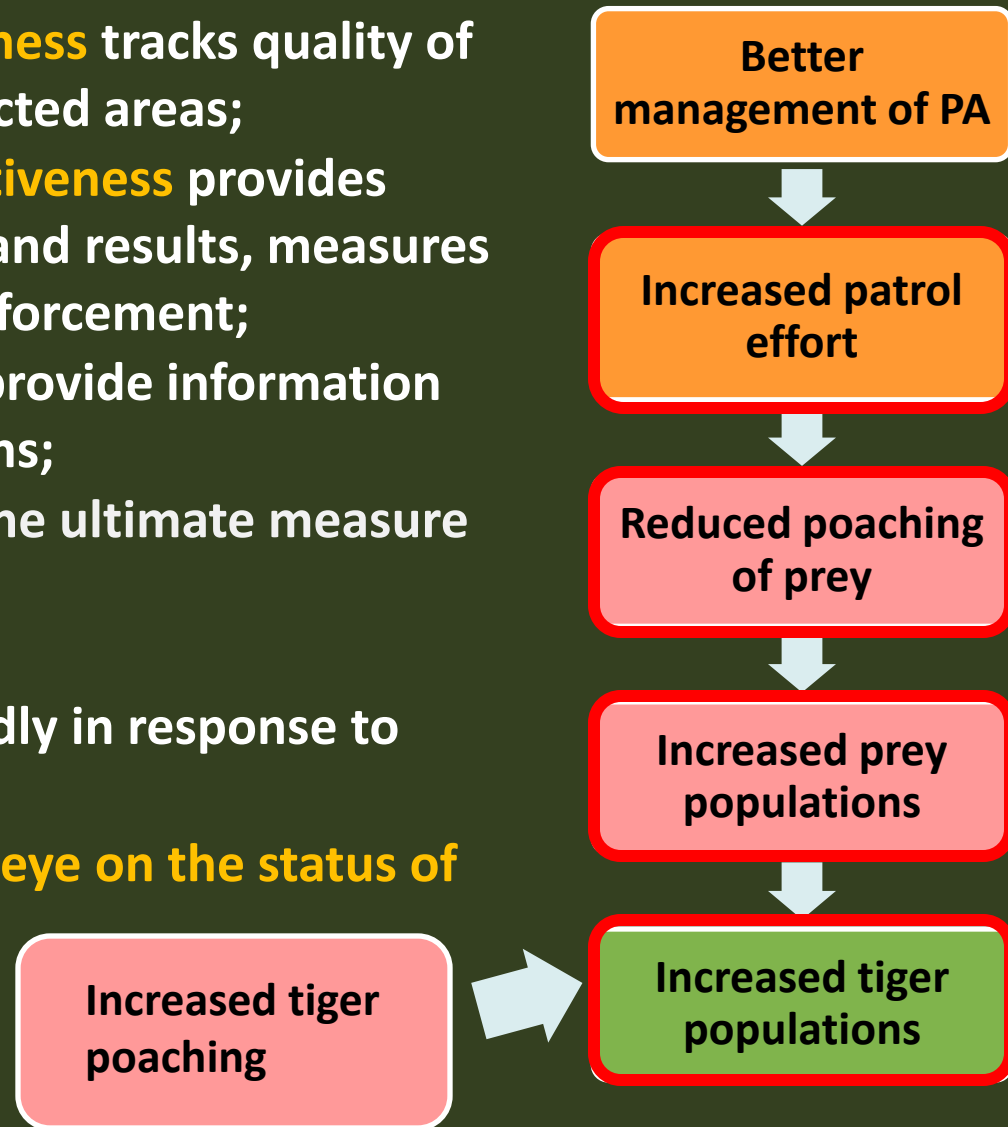 ness tracks quality of
cted areas;
tiveness provides
and results, measures
forcement;
provide information
ns;
he ultimate measure
dly in response to
eye on the status of
Better
management of PA
Increased patrol
effort
Reduced poaching
of prey
Increased prey
populations
Increased tiger
populations
Increased tiger
poaching